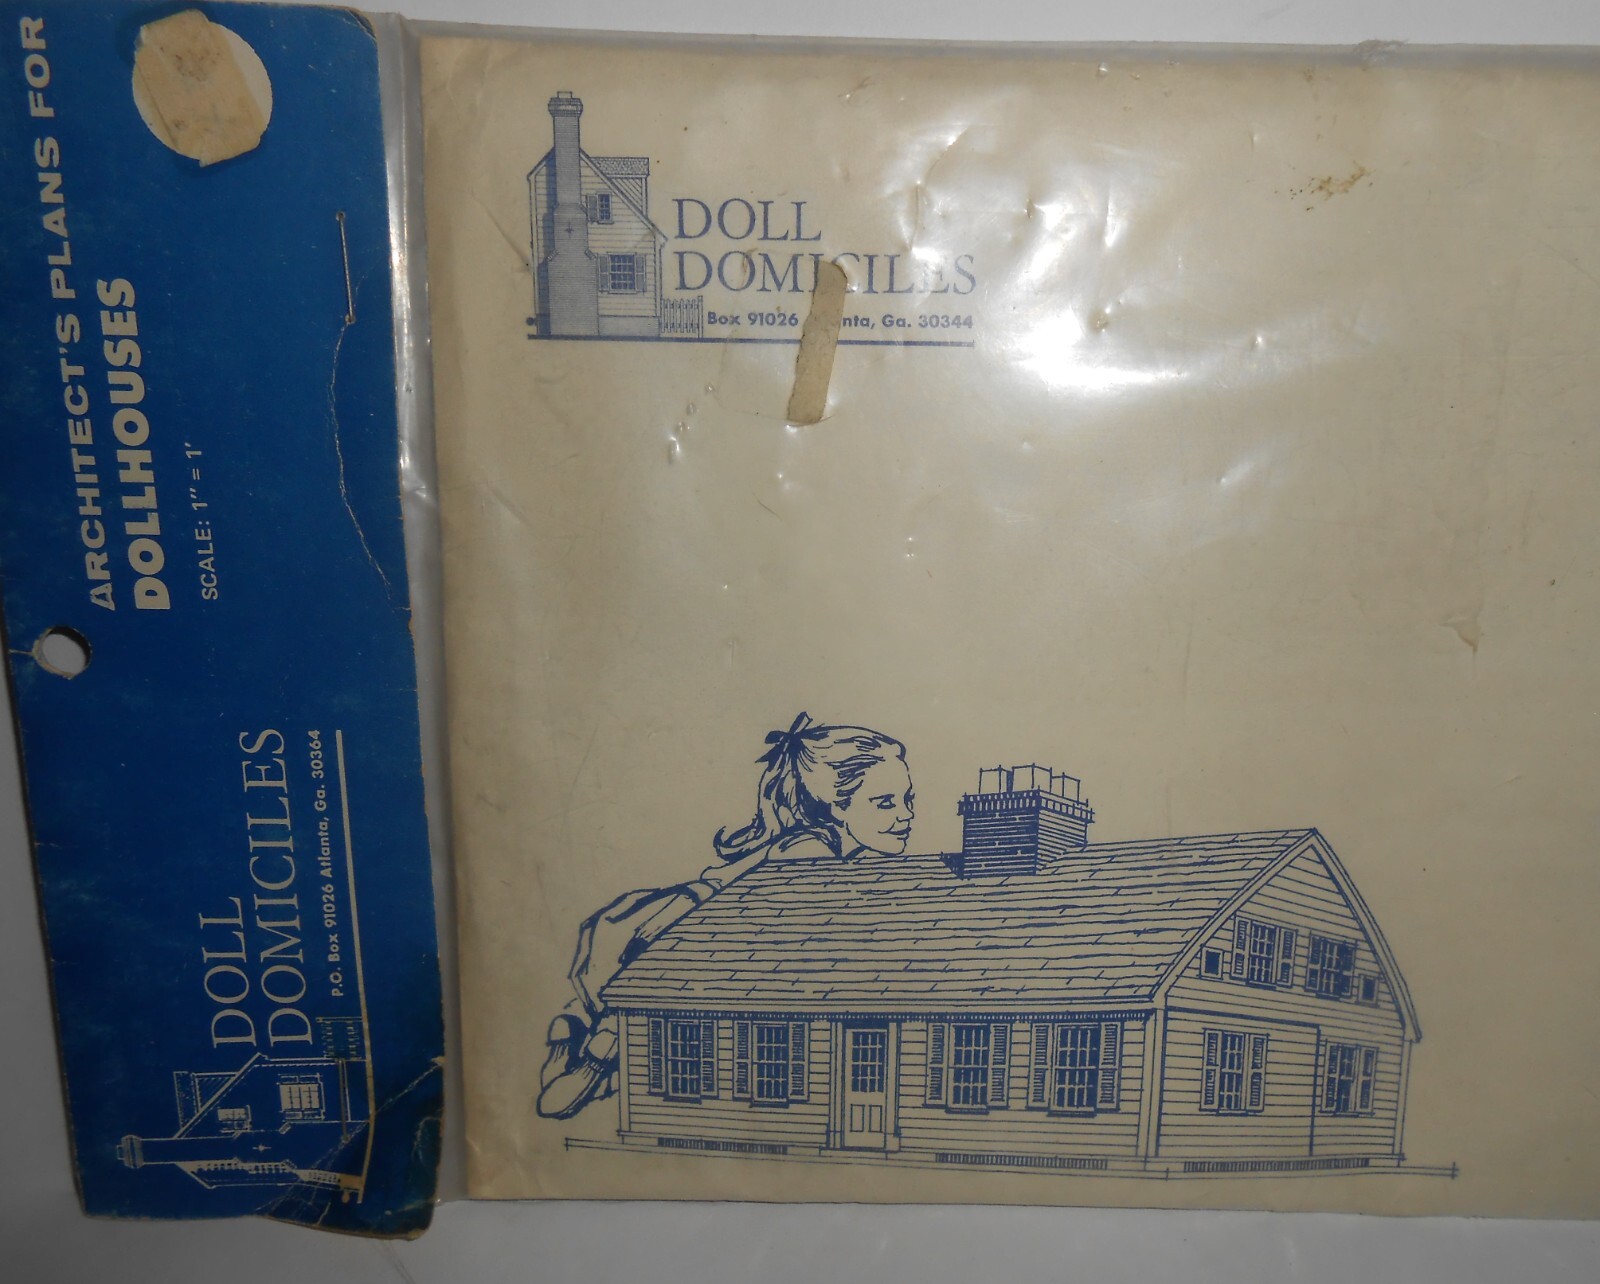 ARCHITECT'S PLANS FOR
DOLLHOUSES
SCALE: 1" = 1'
DOLL
DOMICILES
P.O. Box 91026 Atlanta, Ga. 30364
DOLL
DOMICILES
Box 91026 nta, Ga. 30344